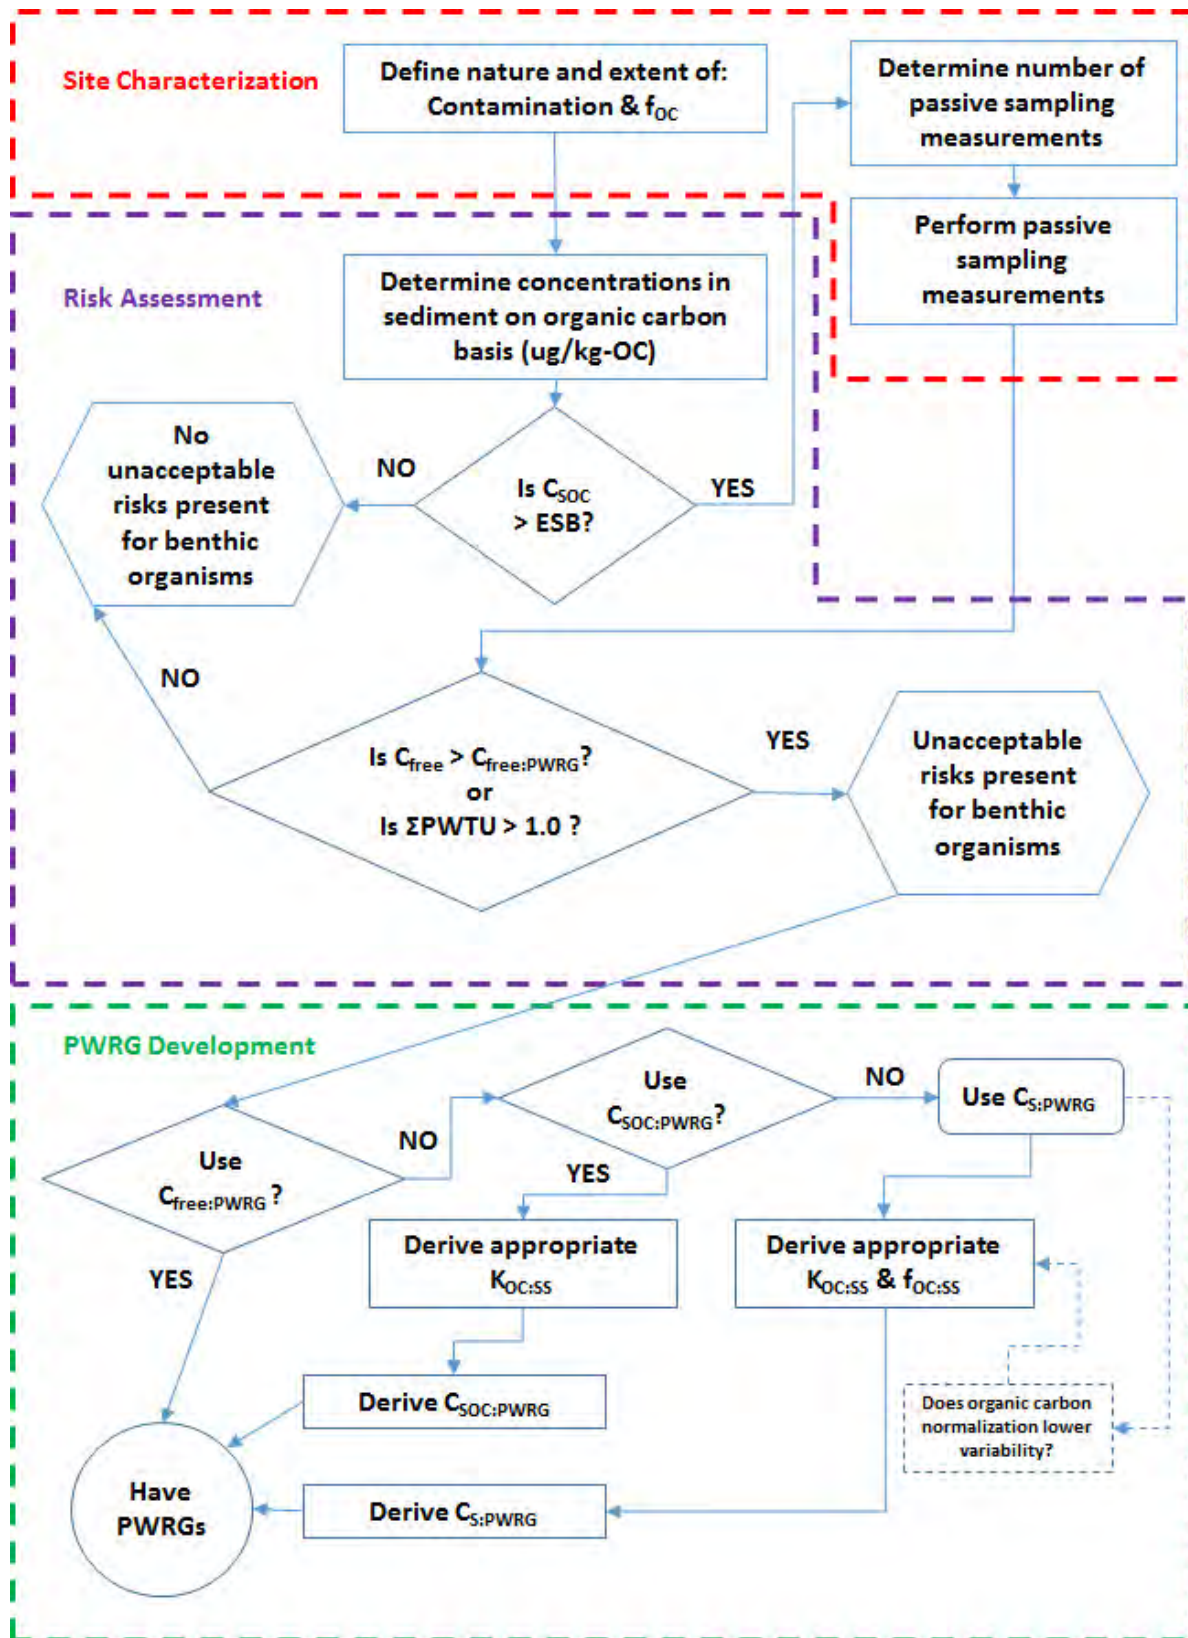 Site Characterization
Define nature and extent of:
Contamination & fOC
Determine number of
passive sampling
measurements
Perform passive
sampling
measurements
Risk Assessment
Determine concentrations in
sediment on organic carbon
basis (ug/kg-OC)
No
unacceptable
risks present
for benthic
organisms
NO
Is CSOC
> ESB?
YES
NO
Is Cfree > Cfree:PWRG?
or
Is ΣPWTU > 1.0 ?
YES
Unacceptable
risks present
for benthic
organisms
PWRG Development
Use
Cfree:PWRG ?
NO
Use
CSOC:PWRG?
NO
Use CS:PWRG
YES
YES
Derive appropriate
KOC:SS
Derive appropriate
KOC:SS & fOC:SS
Derive CSOC:PWRG
Does organic carbon
normalization lower
variability?
Have
PWRGs
Derive CS:PWRG